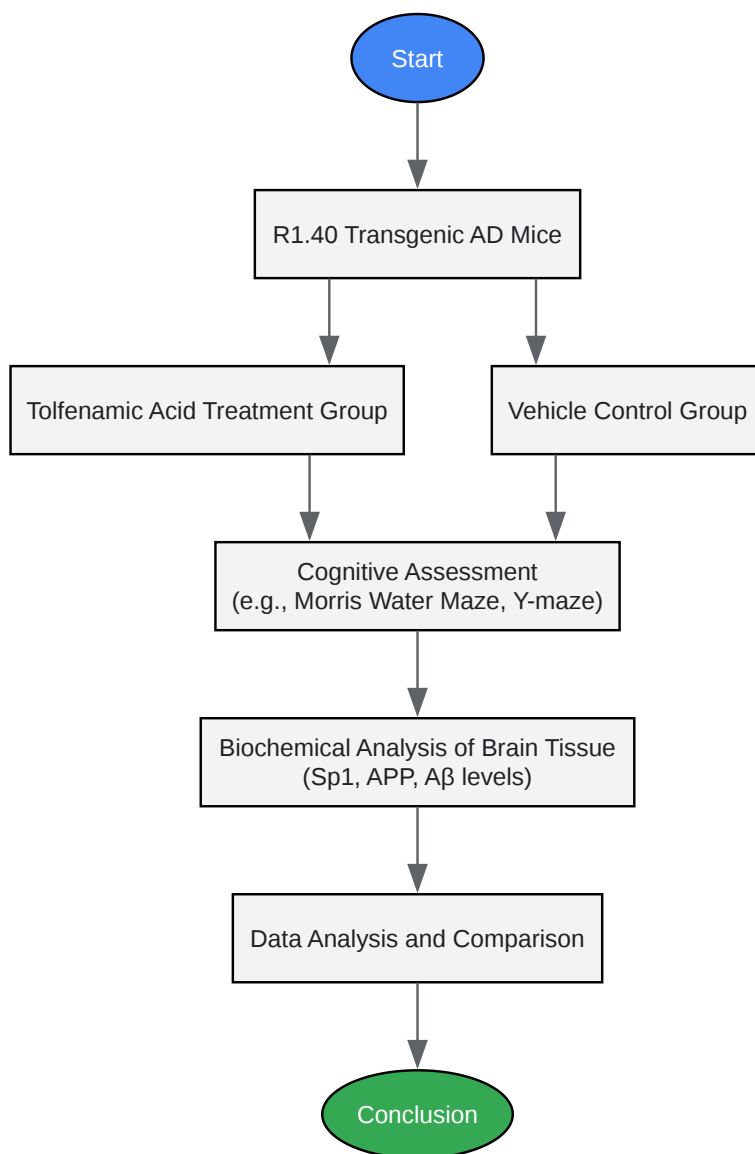 Start
R1.40 Transgenic AD Mice
Tolfenamic Acid Treatment Group
Vehicle Control Group
Cognitive Assessment
(e.g., Morris Water Maze, Y-maze)
Biochemical Analysis of Brain Tissue
(Sp1, APP, Aβ levels)
Data Analysis and Comparison
Conclusion